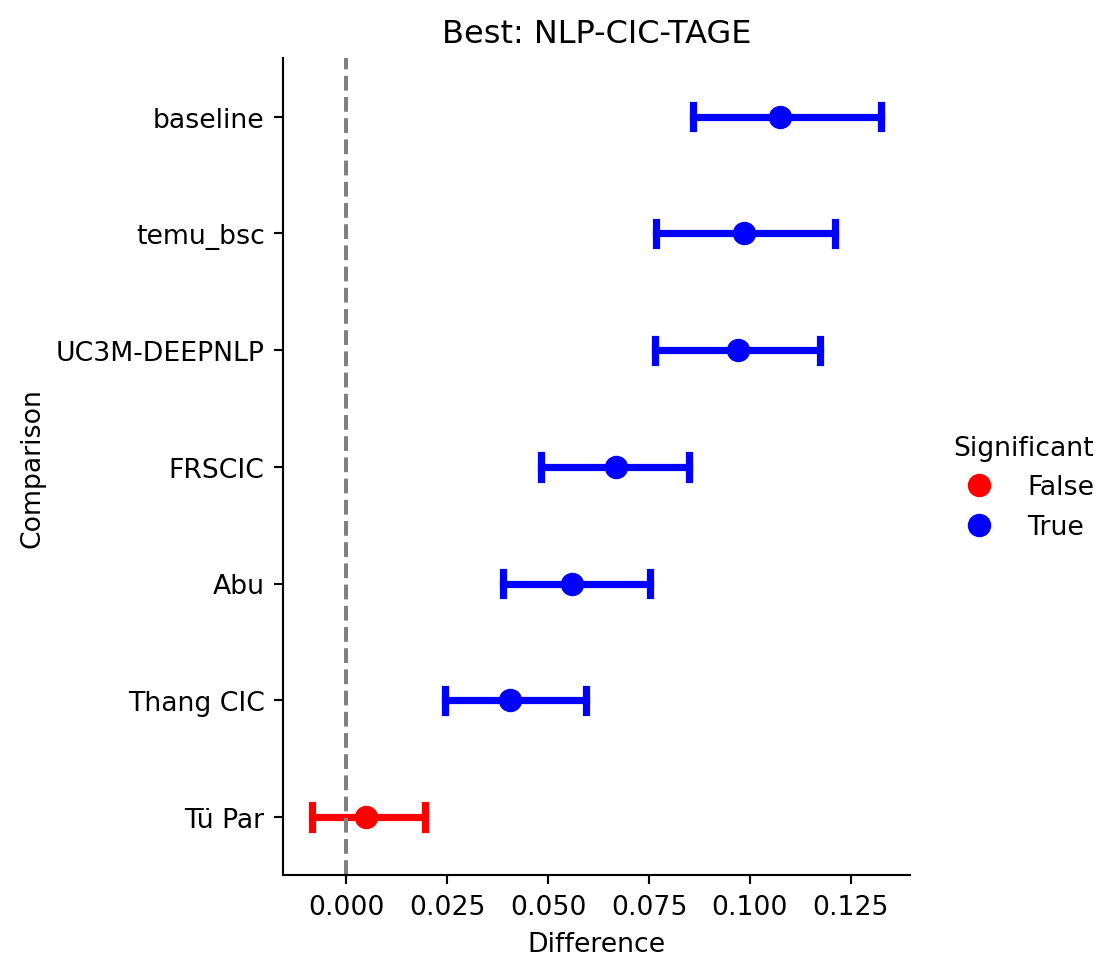 Best: NLP-CIC-TAGE
baseline
temu_bsc
UC3M-DEEPNLP
FRSCIC
Abu
Thang CIC
Tü Par
Comparison
0.000 0.025 0.050 0.075 0.100 0.125
Difference
Significant
False
True